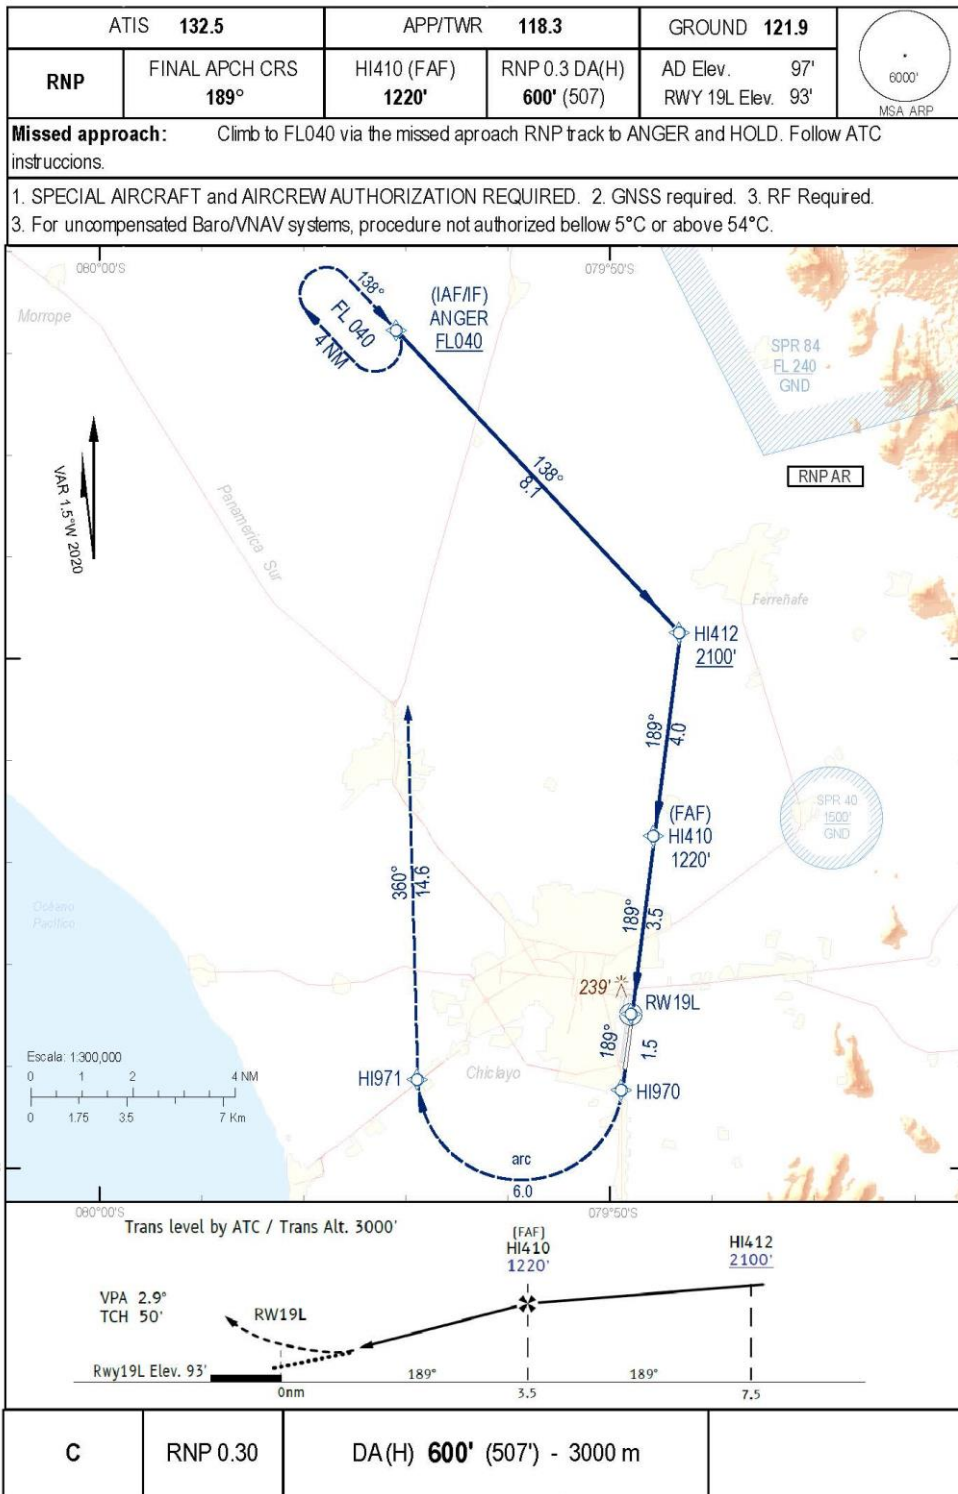 ATIS 132.5
APP/TWR 118.3
GROUND 121.9
RNP
FINAL APCH CRS
189°
HI410 (FAF)
1220'
RNP 0.3 DA(H)
600' (507)
AD Elev. 97'
RWY 19L Elev. 93'
6000'
MSA ARP
Missed approach: Climb to FL040 via the missed aproach RNP track to ANGER and HOLD. Follow ATC
instruccions.
1. SPECIAL AIRCRAFT and AIRCREW AUTHORIZATION REQUIRED. 2. GNSS required. 3. RF Required.
3. For uncompensated Baro/VNAV systems, procedure not authorized bellow 5°C or above 54°C.
080°00'S
079°50'S
Morrope
138°
FL 040
4 NM
(IAF/IF)
ANGER
FL040
SPR 84
FL 240
GND
RNP AR
VAR 1.5°W 2020
Panamerica Sur
138°
8.1
Ferreñafe
HI412
2100'
189°
4.0
(FAF)
HI410
1220'
SPR 40
1500'
GND
360°
14.6
189°
3.5
Océano
Pacífico
239'
RW19L
189°
1.5
Escala: 1:300,000
0 1 2 4 NM
0 1.75 3.5 7 Km
HI971
Chiclayo
HI970
arc
6.0
080°00'S
079°50'S
Trans level by ATC / Trans Alt. 3000'
(FAF)
HI410
1220'
HI412
2100'
VPA 2.9°
TCH 50'
RW19L
Rwy19L Elev. 93'
189°
189°
0nm
3.5
7.5
C
RNP 0.30
DA(H) 600' (507') - 3000 m